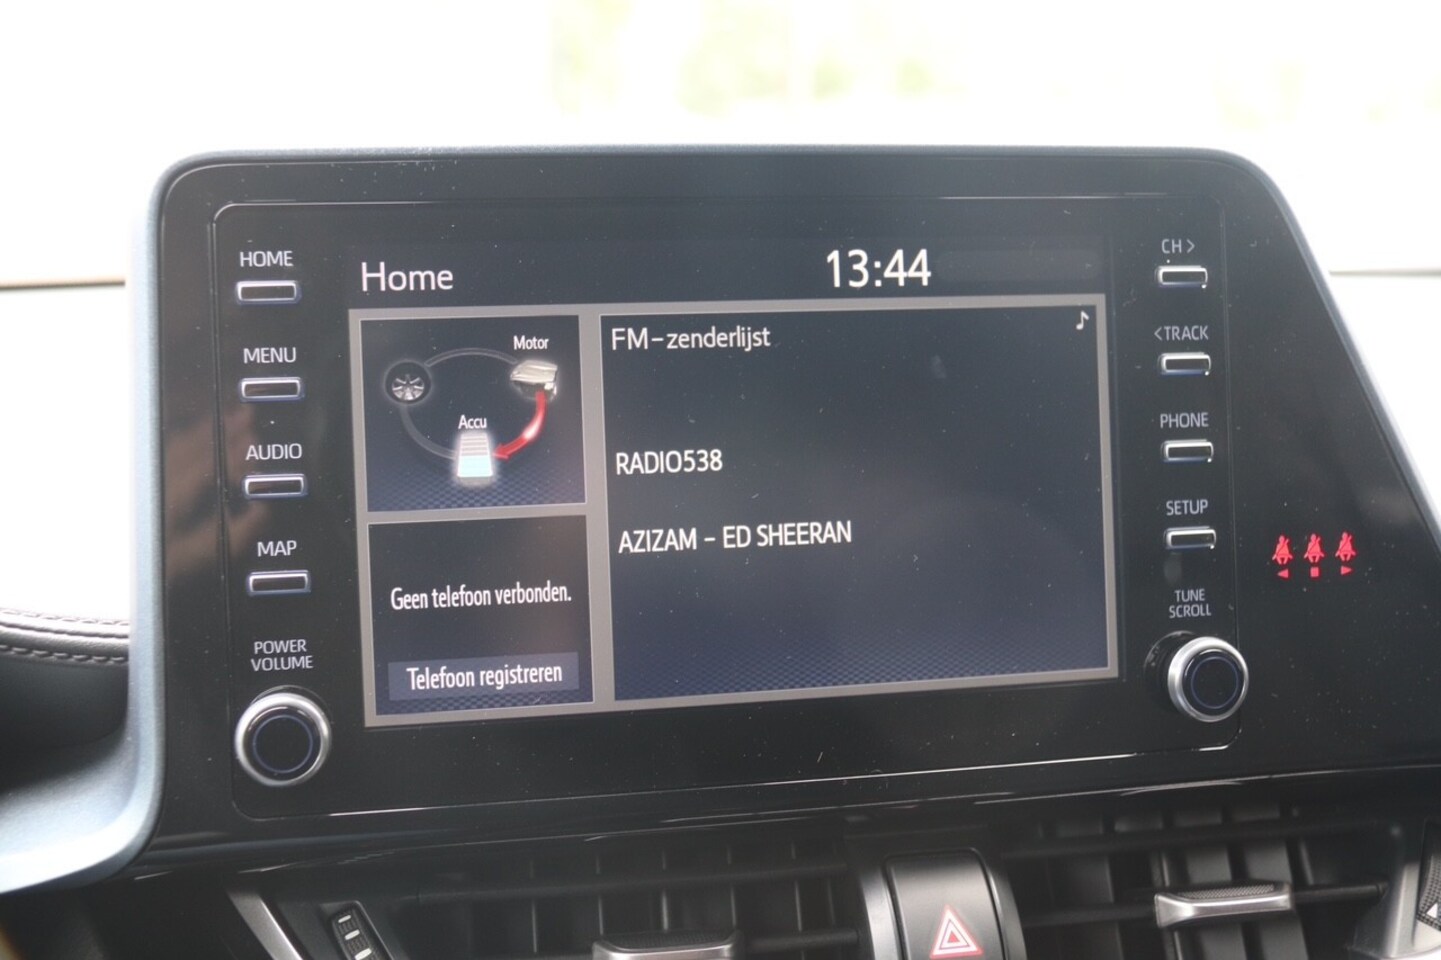 HOME
MENU
AUDIO
MAP
POWER
VOLUME
Home
13:44
Motor
Accu
Geen telefoon verbonden.
Telefoon registreren
FM-zenderlijst
RADIO538
AZIZAM - ED SHEERAN
CH >
<TRACK
PHONE
SETUP
TUNE
SCROLL